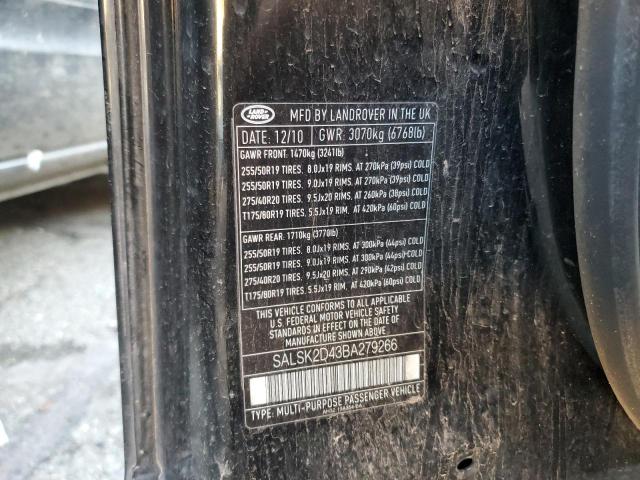 LAND ROVER
MFD BY LANDROVER IN THE UK
DATE: 12/10 GWR: 3070kg (6768lb)
GAWR FRONT: 1470kg (3241lb)
255/50R19 TIRES. 8.0Jx19 RIMS. AT 270kPa (39psi) COLD
255/50R19 TIRES. 9.0Jx19 RIMS. AT 270kPa (39psi) COLD
275/40R20 TIRES. 9.5Jx20 RIMS. AT 260kPa (38psi) COLD
T175/80R19 TIRES. 5.5Jx19 RIM. AT 420kPa (60psi) COLD
GAWR REAR: 1710kg (3770lb)
255/50R19 TIRES. 8.0Jx19 RIMS. AT 300kPa (44psi) COLD
255/50R19 TIRES. 9.0Jx19 RIMS. AT 300kPa (44psi) COLD
275/40R20 TIRES. 9.5Jx20 RIMS. AT 290kPa (42psi) COLD
T175/80R19 TIRES. 5.5Jx19 RIM. AT 420kPa (60psi) COLD
THIS VEHICLE CONFORMS TO ALL APPLICABLE
U.S. FEDERAL MOTOR VEHICLE SAFETY
STANDARDS IN EFFECT ON THE DATE OF
MANUFACTURE SHOWN ABOVE
SALSK2D43BA279266
TYPE: MULTI-PURPOSE PASSENGER VEHICLE